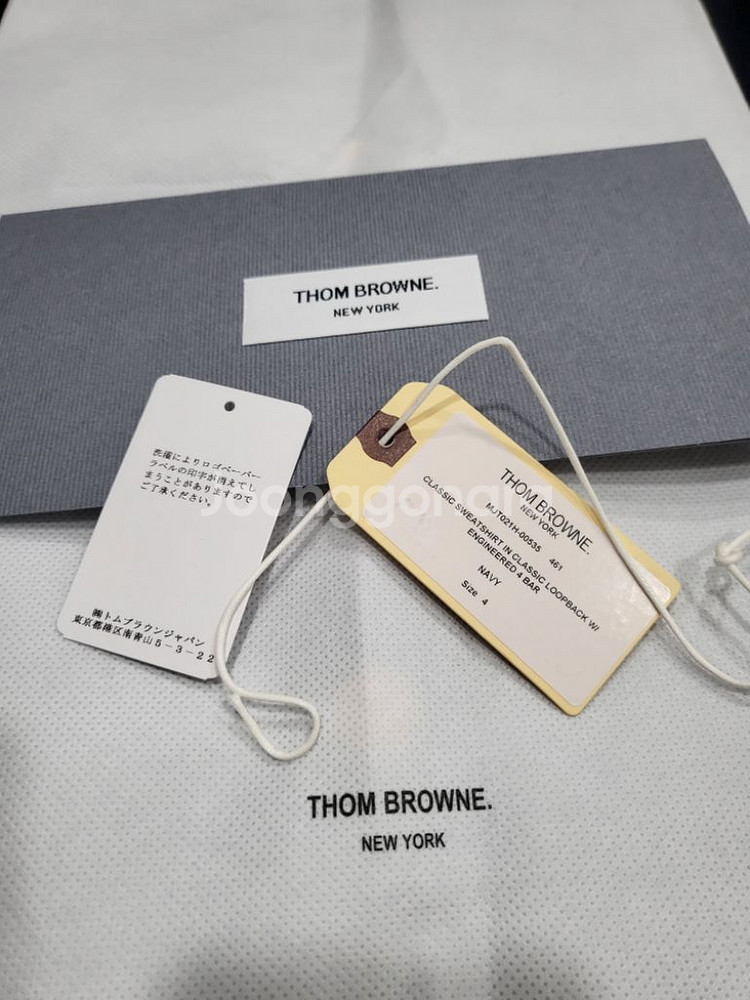 THOM BROWNE.
NEW YORK
洗濯によりロゴペーパー
ラベルの印字が消えてし
まうことがありますので
ご了承ください。
㈱トムブラウンジャパン
東京都港区南青山5-3-22
THOM BROWNE.
NEW YORK
MJT021H-00535 461
CLASSIC SWEATSHIRT IN CLASSIC LOOPBACK W/
ENGINEERED 4 BAR
NAVY
Size 4
joonggonara
THOM BROWNE.
NEW YORK